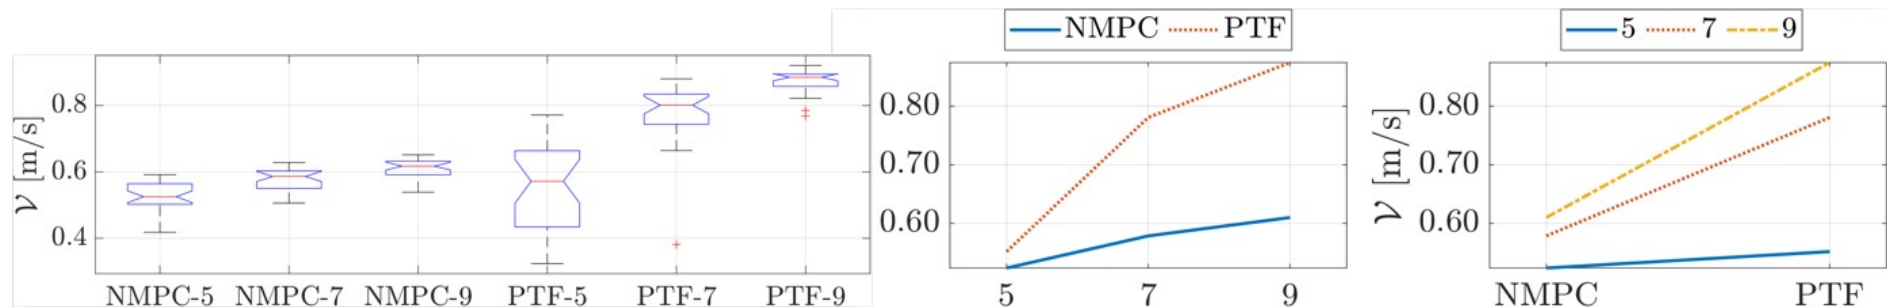 𝒱 [m/s]
0.8
0.6
0.4
NMPC-5 NMPC-7 NMPC-9 PTF-5 PTF-7 PTF-9
NMPC PTF
0.80
0.70
0.60
5 7 9
5 7 9
𝒱 [m/s]
0.80
0.70
0.60
NMPC PTF